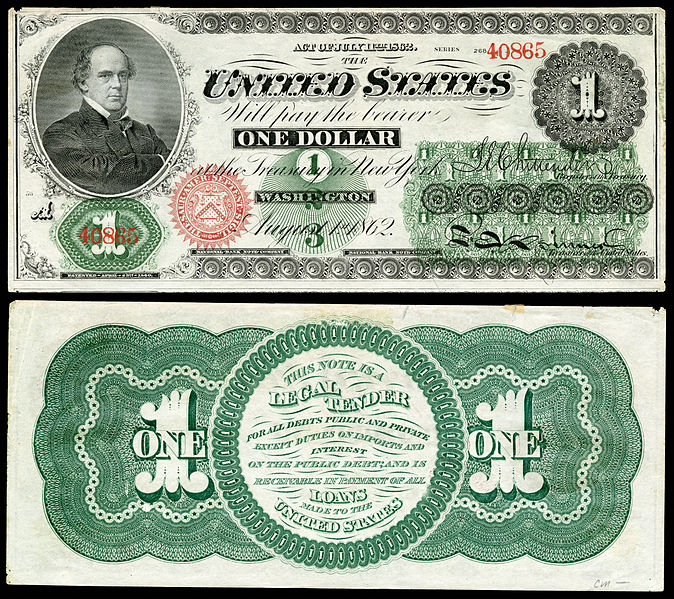 ACT OF JULY 11TH 1862.
SERIES 268
40865
THE
UNITED STATES
1
Will pay the bearer
ONE DOLLAR
1
at the Treasury in New York
Register of the Treasury
WASHINGTON
2
August 1st 1862.
3
Treasurer of the United States
1
40865
NATIONAL BANK NOTE COMPANY
NATIONAL BANK NOTE COMPANY
PATENTED APRIL 23RD 1860.
1
ONE
THIS NOTE IS A
LEGAL
TENDER
FOR ALL DEBTS PUBLIC AND PRIVATE
EXCEPT DUTIES ON IMPORTS AND
INTEREST
ON THE PUBLIC DEBT; AND IS
RECEIVABLE IN PAYMENT OF ALL
LOANS
MADE TO THE
UNITED STATES
1
ONE
CM —